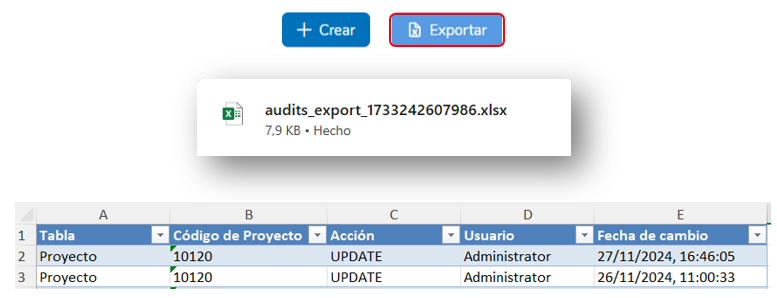 + Crear Exportar
audits_export_1733242607986.xlsx
7,9 KB • Hecho
A B C D E
1 Tabla Código de Proyecto Acción Usuario Fecha de cambio
2 Proyecto 10120 UPDATE Administrator 27/11/2024, 16:46:05
3 Proyecto 10120 UPDATE Administrator 26/11/2024, 11:00:33